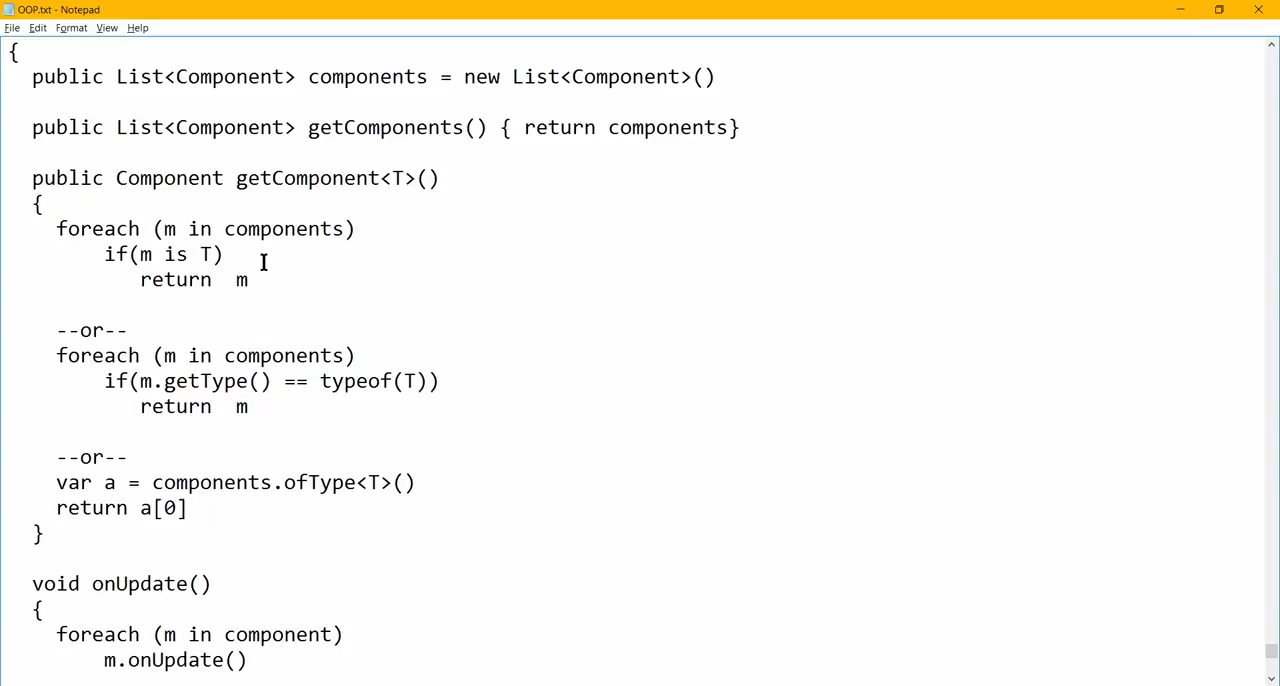 OOP.txt - Notepad
File Edit Format View Help
{
public List<Component> components = new List<Component>()
public List<Component> getComponents() { return components}
public Component getComponent<T>()
{
foreach (m in components)
if(m is T)
return  m
--or--
foreach (m in components)
if(m.getType() == typeof(T))
return  m
--or--
var a = components.ofType<T>()
return a[0]
}
void onUpdate()
{
foreach (m in component)
m.onUpdate()